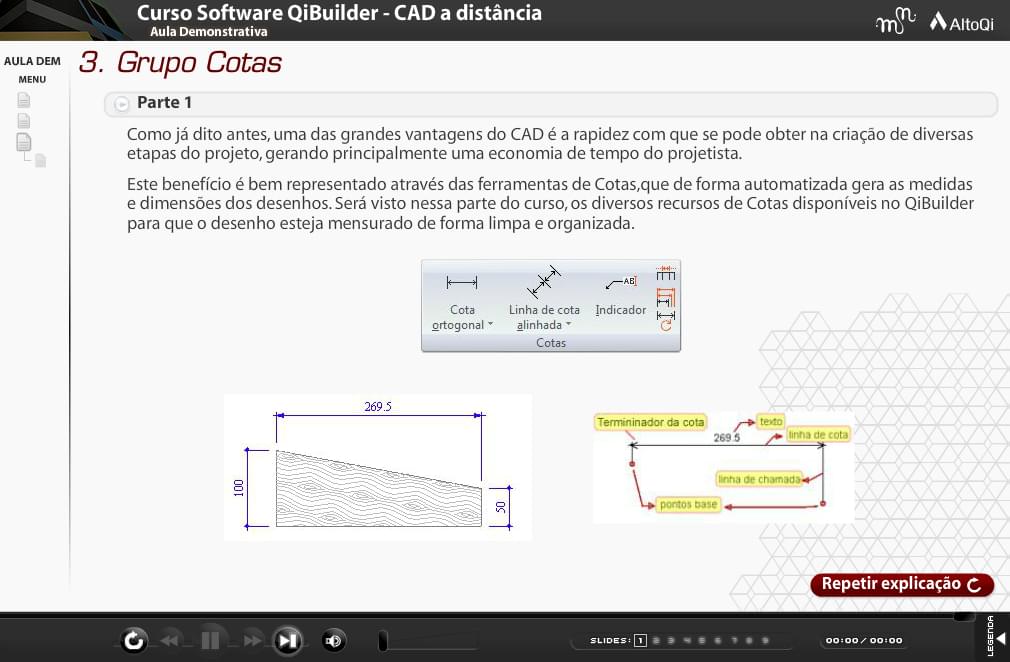 Curso Software QiBuilder - CAD a distância
Aula Demonstrativa
AltoQi
AULA DEM
MENU
3. Grupo Cotas
Parte 1
Como já dito antes, uma das grandes vantagens do CAD é a rapidez com que se pode obter na criação de diversas
etapas do projeto, gerando principalmente uma economia de tempo do projetista.
Este benefício é bem representado através das ferramentas de Cotas,que de forma automatizada gera as medidas
e dimensões dos desenhos. Será visto nessa parte do curso, os diversos recursos de Cotas disponíveis no QiBuilder
para que o desenho esteja mensurado de forma limpa e organizada.
AB
Cota
ortogonal
Linha de cota
alinhada
Indicador
Cotas
269.5
100
50
Termininador da cota
texto
269.5
linha de cota
linha de chamada
pontos base
Repetir explicação
SLIDES: 1 2 3 4 5 6 7 8 9
00:00 / 00:00
LEGENDA